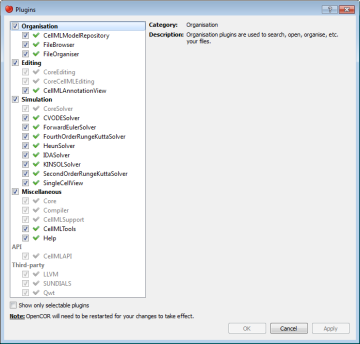 Plugins
Organisation
CellMLModelRepository
FileBrowser
FileOrganiser
Editing
CoreEditing
CoreCellMLEditing
CellMLAnnotationView
Simulation
CoreSolver
CVODESolver
ForwardEulerSolver
FourthOrderRungeKuttaSolver
HeunSolver
IDASolver
KINSOLSolver
SecondOrderRungeKuttaSolver
SingleCellView
Miscellaneous
Core
Compiler
CellMLSupport
CellMLTools
Help
API
CellMLAPI
Third-party
LLVM
SUNDIALS
Qwt
Category: Organisation
Description: Organisation plugins are used to search, open, organise, etc.
your files.
Show only selectable plugins
Note: OpenCOR will need to be restarted for your changes to take effect.
OK Cancel Apply